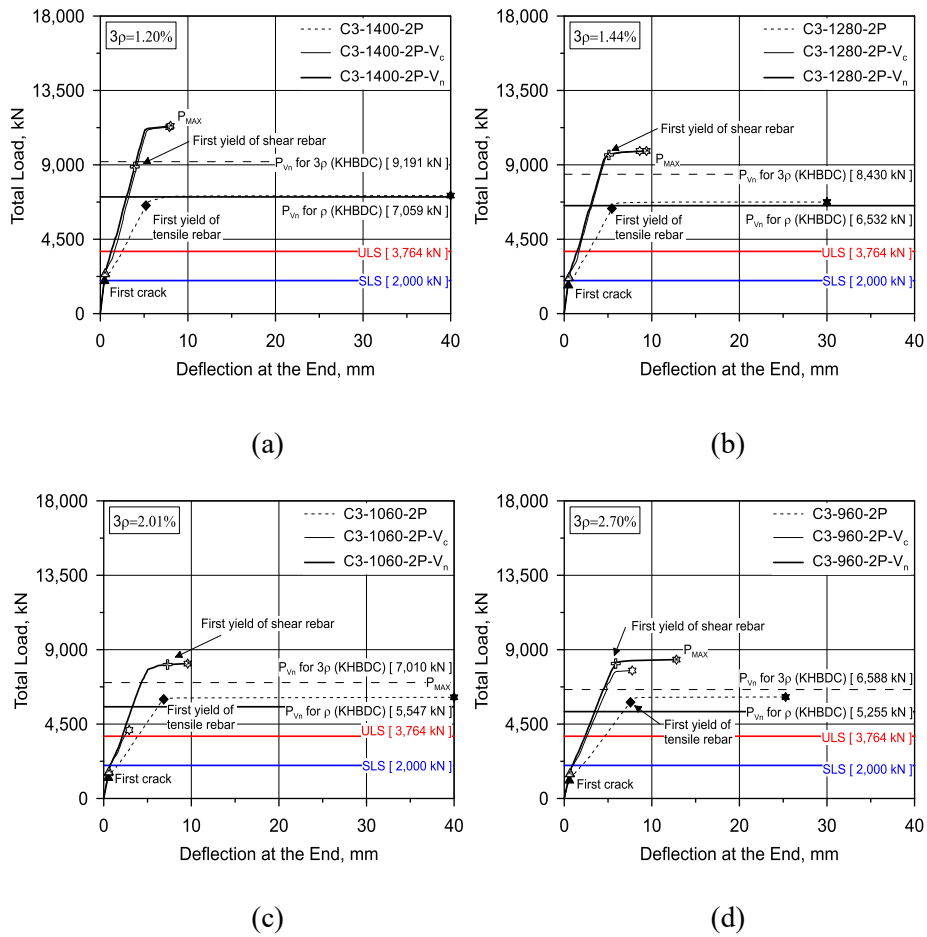 18,000
13,500
9,000
4,500
0
Total Load, kN
3ρ=1.20%
C3-1400-2P
C3-1400-2P-Vc
C3-1400-2P-Vn
PMAX
First yield of shear rebar
PVn for 3ρ (KHBDC) [ 9,191 kN ]
PVn for ρ (KHBDC) [ 7,059 kN ]
First yield of
tensile rebar
ULS [ 3,764 kN ]
SLS [ 2,000 kN ]
First crack
0 10 20 30 40
Deflection at the End, mm
(a)
18,000
13,500
9,000
4,500
0
Total Load, kN
3ρ=1.44%
C3-1280-2P
C3-1280-2P-Vc
C3-1280-2P-Vn
First yield of shear rebar
PMAX
PVn for 3ρ (KHBDC) [ 8,430 kN ]
PVn for ρ (KHBDC) [ 6,532 kN ]
First yield of
tensile rebar
ULS [ 3,764 kN ]
SLS [ 2,000 kN ]
First crack
0 10 20 30 40
Deflection at the End, mm
(b)
18,000
13,500
9,000
4,500
0
Total Load, kN
3ρ=2.01%
C3-1060-2P
C3-1060-2P-Vc
C3-1060-2P-Vn
First yield of shear rebar
PVn for 3ρ (KHBDC) [ 7,010 kN ]
PMAX
PVn for ρ (KHBDC) [ 5,547 kN ]
First yield of
tensile rebar
ULS [ 3,764 kN ]
SLS [ 2,000 kN ]
First crack
0 10 20 30 40
Deflection at the End, mm
(c)
18,000
13,500
9,000
4,500
0
Total Load, kN
3ρ=2.70%
C3-960-2P
C3-960-2P-Vc
C3-960-2P-Vn
First yield of shear rebar
PMAX
PVn for 3ρ (KHBDC) [ 6,588 kN ]
PVn for ρ (KHBDC) [ 5,255 kN ]
First yield of
tensile rebar
ULS [ 3,764 kN ]
SLS [ 2,000 kN ]
First crack
0 10 20 30 40
Deflection at the End, mm
(d)